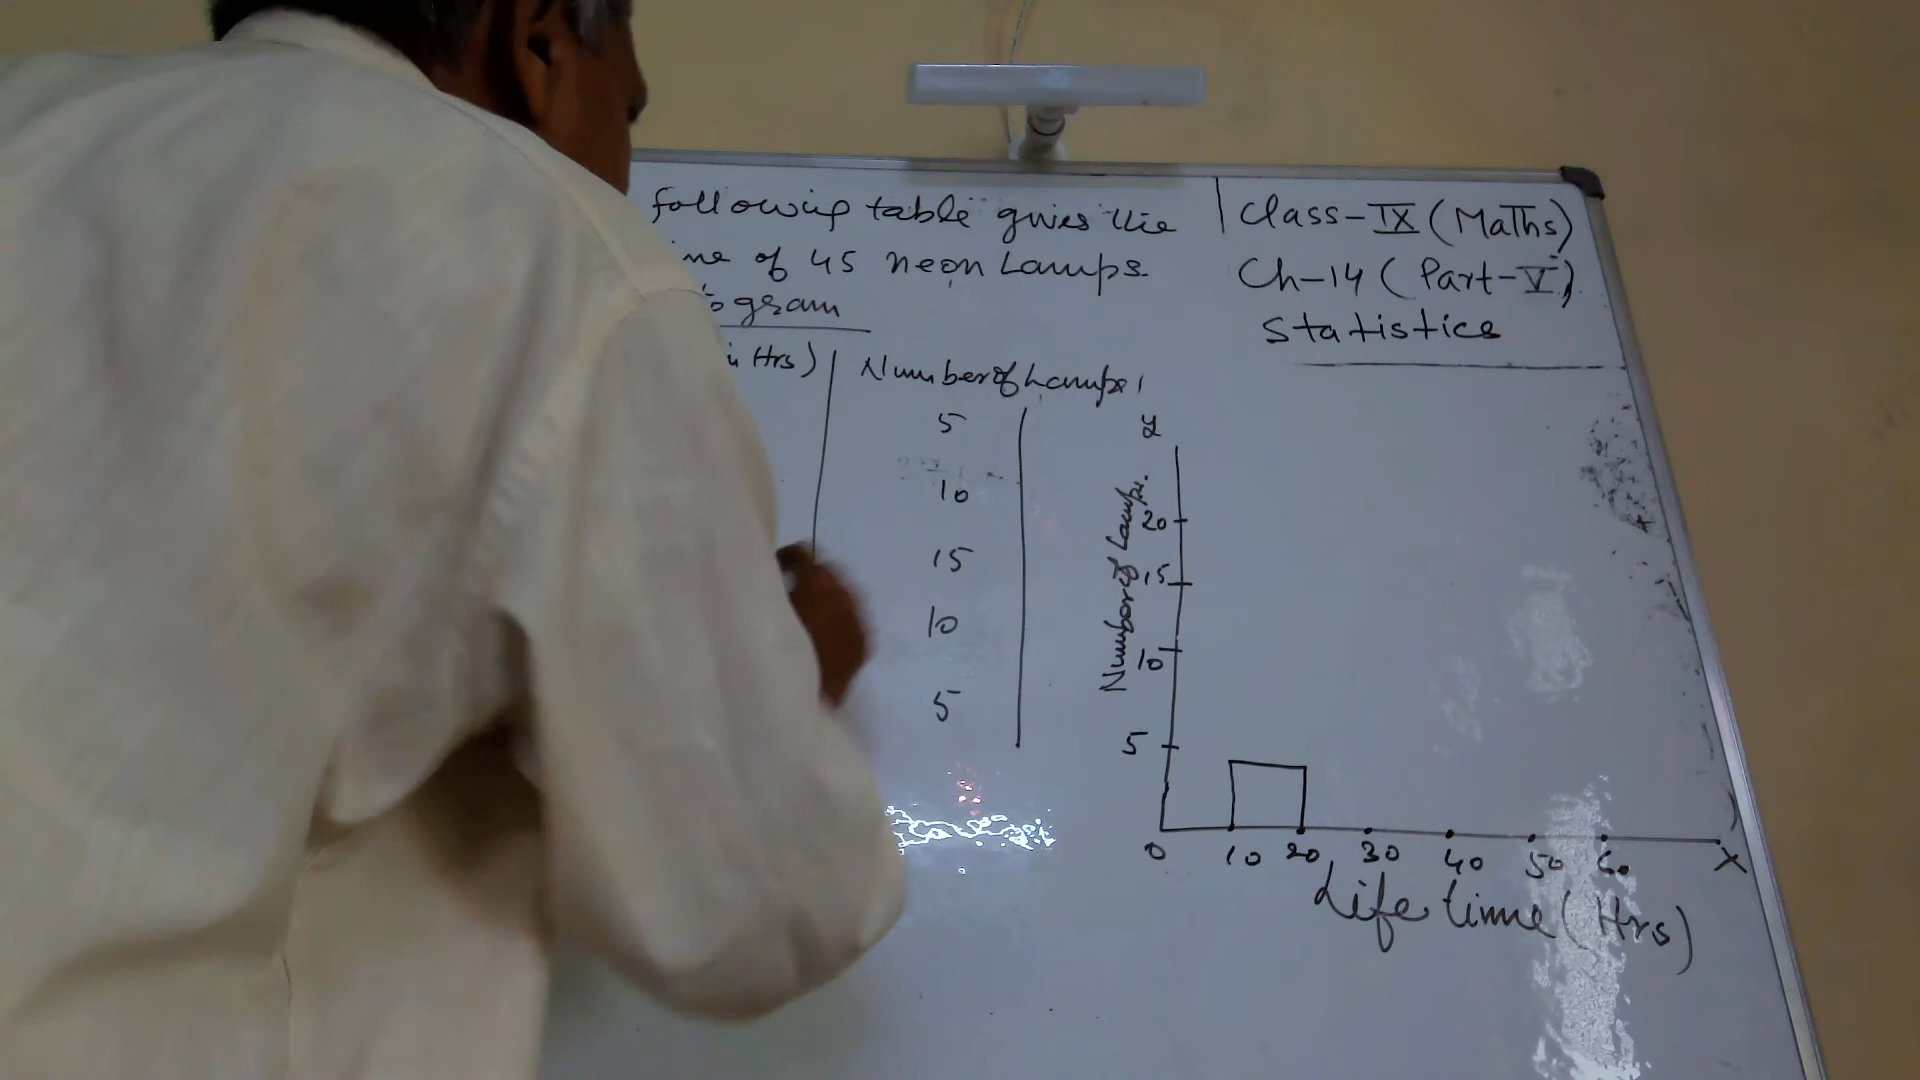 following table gives the
of 45 neon Lamps.
gram
Hrs)
Number of Lamps
5
10
15
10
5
Class-IX (Maths)
Ch-14 (Part-V)
Statistics
y
Number of Lamps.
20
15
10
5
0 10 20 30 40 50 60 X
Life time (Hrs)